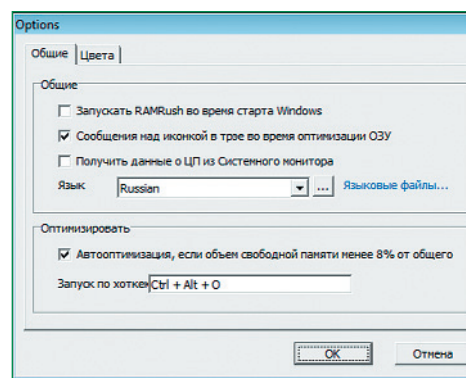 Options
Общие
Цвета
Общие
Запускать RAMRush во время старта Windows
Сообщения над иконкой в трэе во время оптимизации ОЗУ
Получить данные о ЦП из Системного монитора
Язык Russian ... Языковые файлы...
Оптимизировать
Автооптимизация, если объем свободной памяти менее 8% от общего
Запуск по хоткею Ctrl + Alt + O
OK Отмена